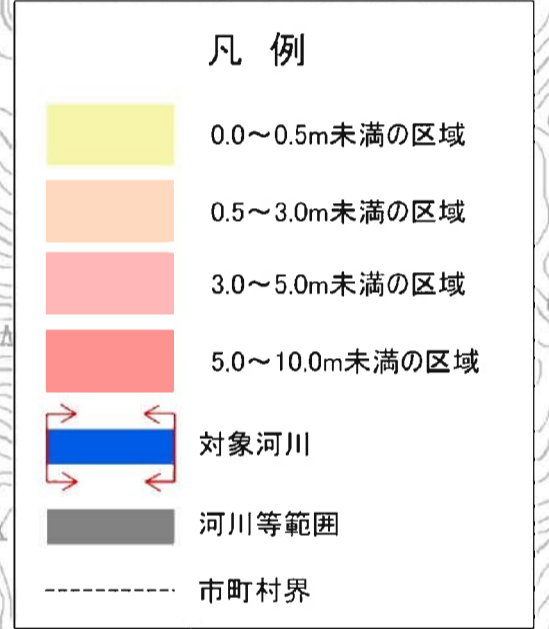 凡 例
0.0～0.5m未満の区域
0.5～3.0m未満の区域
3.0～5.0m未満の区域
5.0～10.0m未満の区域
対象河川
河川等範囲
市町村界